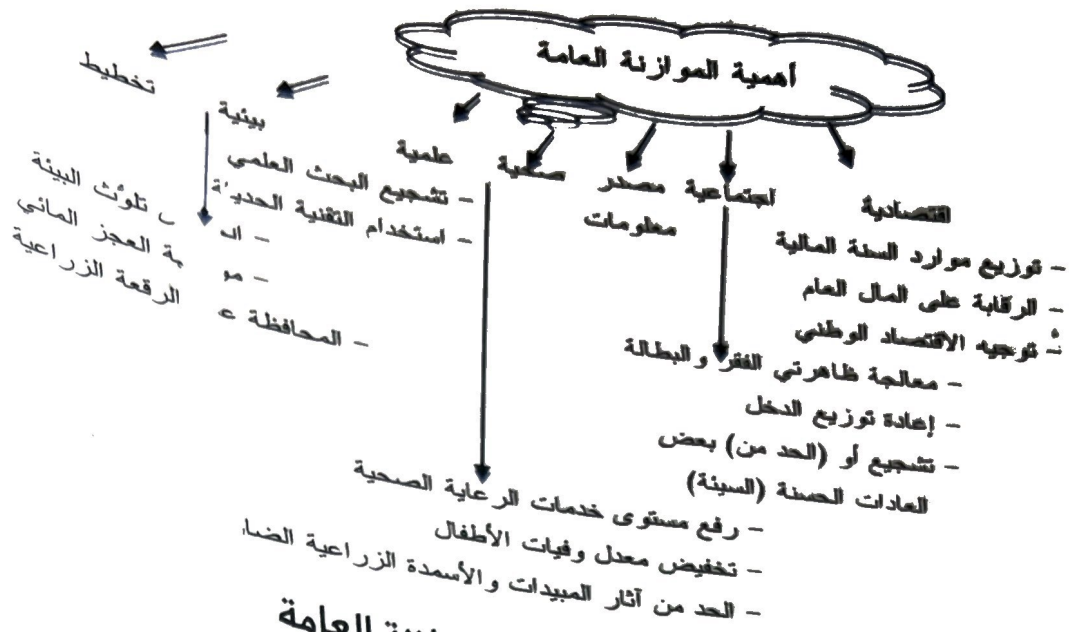 أهمية الموازنة العامة
اقتصادية
- توزيع موارد السنة المالية
- الرقابة على المال العام
- توجيه الاقتصاد الوطني
اجتماعية
- معالجة ظاهرتي الفقر والبطالة
- إعادة توزيع الدخل
- تشجيع أو (الحد من) بعض
العادات الحسنة (السيئة)
مصدر
معلومات
صحية
- رفع مستوى خدمات الرعاية الصحية
- تخفيض معدل وفيات الأطفال
- الحد من آثار المبيدات والأسمدة الزراعية
علمية
- تشجيع البحث العلمي
- استخدام التقنية
بيئية
- تلوث البيئة
- العجز المائي
- المحافظة الرقعة الزراعية
تخطيط
العامة